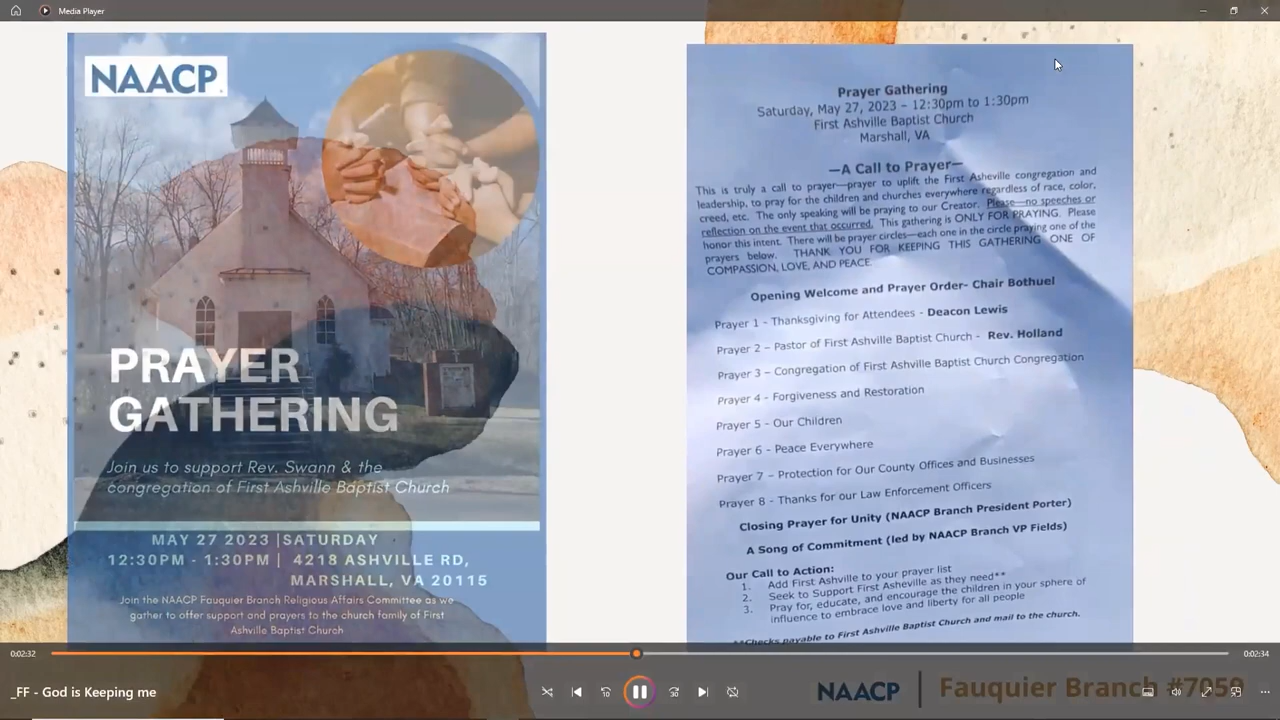 Media Player
NAACP
PRAYER
GATHERING
Join us to support Rev. Swann & the
congregation of First Ashville Baptist Church
MAY 27 2023 |SATURDAY
12:30PM - 1:30PM | 4218 ASHVILLE RD,
MARSHALL, VA 20115
Join the NAACP Fauquier Branch Religious Affairs Committee as we
gather to offer support and prayers to the church family of First
Ashville Baptist Church
Prayer Gathering
Saturday, May 27, 2023 – 12:30pm to 1:30pm
First Ashville Baptist Church
Marshall, VA
—A Call to Prayer—
This is truly a call to prayer—prayer to uplift the First Asheville congregation and
leadership, to pray for the children and churches everywhere regardless of race, color,
creed, etc. The only speaking will be praying to our Creator. Please—no speeches or
reflection on the event that occurred. This gathering is ONLY FOR PRAYING. Please
honor this intent. There will be prayer circles—each one in the circle praying one of the
prayers below. THANK YOU FOR KEEPING THIS GATHERING ONE OF
COMPASSION, LOVE, AND PEACE.
Opening Welcome and Prayer Order- Chair Bothuel
Prayer 1 - Thanksgiving for Attendees - Deacon Lewis
Prayer 2 – Pastor of First Ashville Baptist Church - Rev. Holland
Prayer 3 – Congregation of First Ashville Baptist Church Congregation
Prayer 4 - Forgiveness and Restoration
Prayer 5 - Our Children
Prayer 6 - Peace Everywhere
Prayer 7 – Protection for Our County Offices and Businesses
Prayer 8 - Thanks for our Law Enforcement Officers
Closing Prayer for Unity (NAACP Branch President Porter)
A Song of Commitment (led by NAACP Branch VP Fields)
Our Call to Action:
1. Add First Ashville to your prayer list
2. Seek to Support First Asheville as they need**
3. Pray for, educate, and encourage the children in your sphere of
influence to embrace love and liberty for all people
**Checks payable to First Ashville Baptist Church and mail to the church.
0:02:32
0:02:34
_FF - God is Keeping me
10
30
NAACP | Fauquier Branch #7059